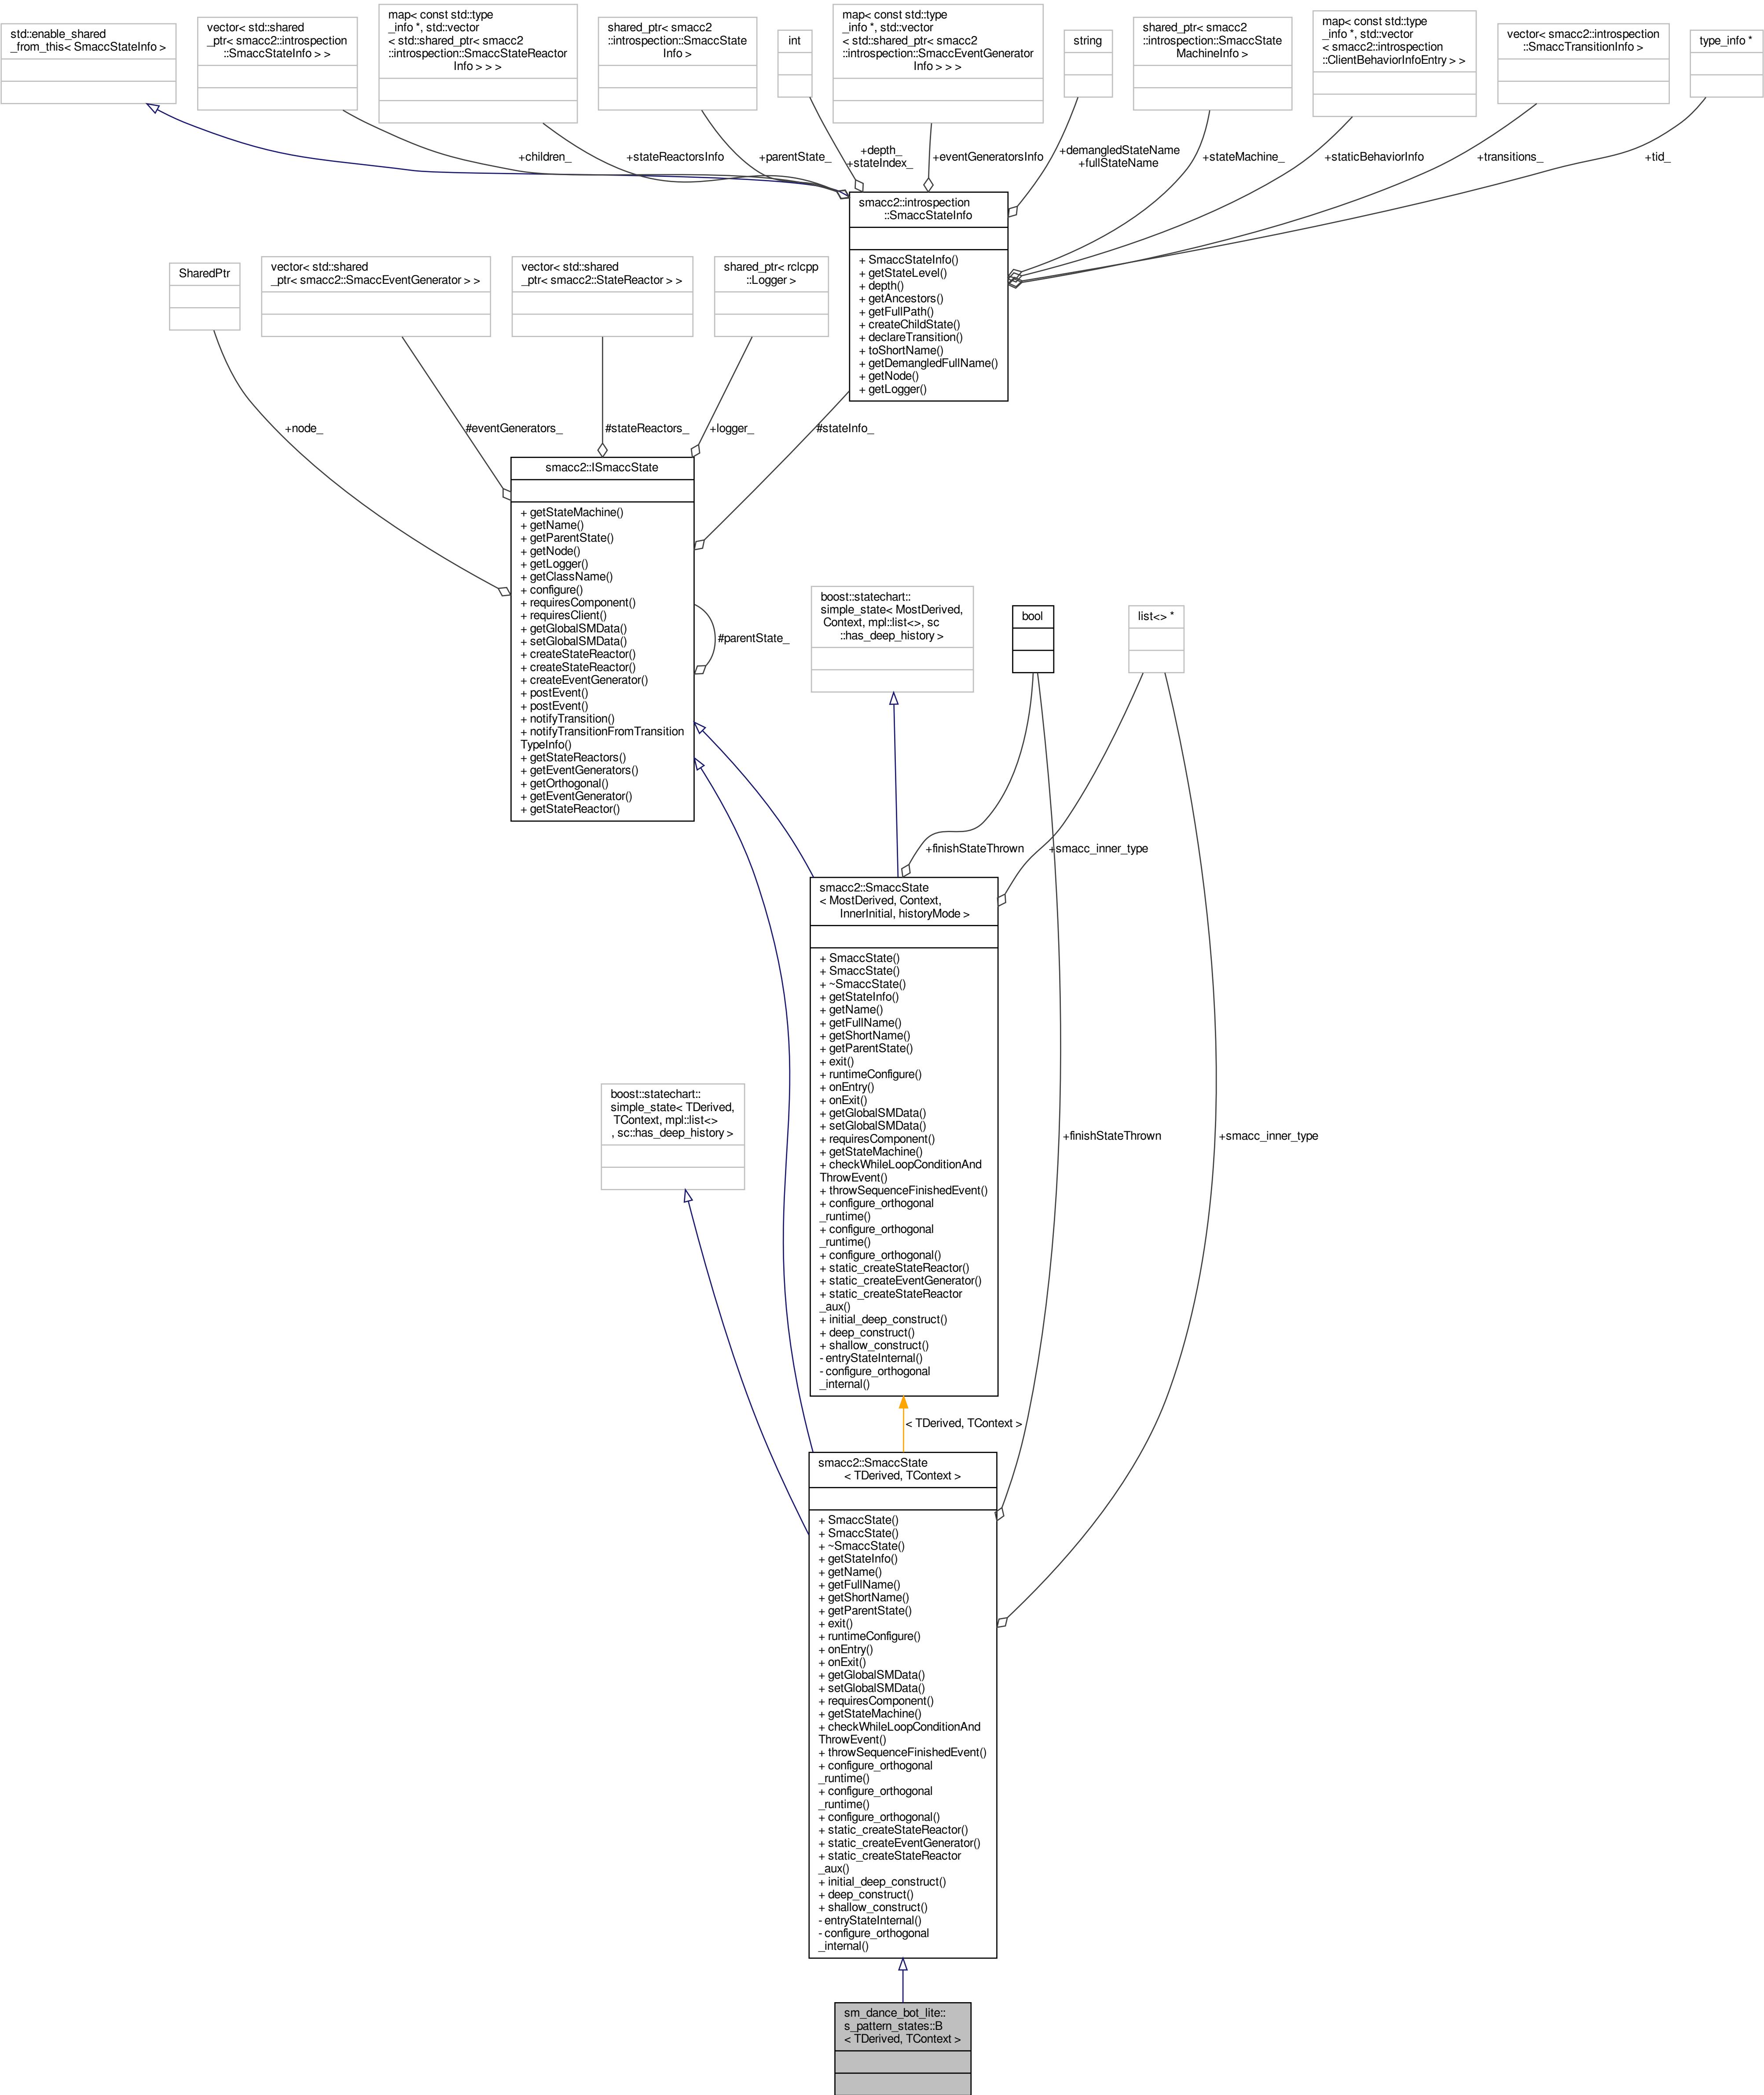 std::enable_shared
_from_this< SmaccStateInfo >
vector< std::shared
_ptr< smacc2::introspection
::SmaccStateInfo > >
map< const std::type
_info *, std::vector
< std::shared_ptr< smacc2
::introspection::SmaccStateReactor
Info > > >
shared_ptr< smacc2
::introspection::SmaccState
Info >
int
map< const std::type
_info *, std::vector
< std::shared_ptr< smacc2
::introspection::SmaccEventGenerator
Info > > >
string
shared_ptr< smacc2
::introspection::SmaccState
MachineInfo >
map< const std::type
_info *, std::vector
< smacc2::introspection
::ClientBehaviorInfoEntry > >
vector< smacc2::introspection
::SmaccTransitionInfo >
type_info *
+children_
+stateReactorsInfo
+parentState_
+depth_
+stateIndex_
+eventGeneratorsInfo
+demangledStateName
+fullStateName
+stateMachine_
+staticBehaviorInfo
+transitions_
+tid_
smacc2::introspection
::SmaccStateInfo
+ SmaccStateInfo()
+ getStateLevel()
+ depth()
+ getAncestors()
+ getFullPath()
+ createChildState()
+ declareTransition()
+ toShortName()
+ getDemangledFullName()
+ getNode()
+ getLogger()
SharedPtr
vector< std::shared
_ptr< smacc2::SmaccEventGenerator > >
vector< std::shared
_ptr< smacc2::StateReactor > >
shared_ptr< rclcpp
::Logger >
+node_
#eventGenerators_
#stateReactors_
+logger_
#stateInfo_
smacc2::ISmaccState
+ getStateMachine()
+ getName()
+ getParentState()
+ getNode()
+ getLogger()
+ getClassName()
+ configure()
+ requiresComponent()
+ requiresClient()
+ getGlobalSMData()
+ setGlobalSMData()
+ createStateReactor()
+ createStateReactor()
+ createEventGenerator()
+ postEvent()
+ postEvent()
+ notifyTransition()
+ notifyTransitionFromTransition
TypeInfo()
+ getStateReactors()
+ getEventGenerators()
+ getOrthogonal()
+ getEventGenerator()
+ getStateReactor()
#parentState_
boost::statechart::
simple_state< MostDerived,
Context, mpl::list<>, sc
::has_deep_history >
bool
list<> *
+finishStateThrown
+smacc_inner_type
smacc2::SmaccState
< MostDerived, Context,
InnerInitial, historyMode >
+ SmaccState()
+ SmaccState()
+ ~SmaccState()
+ getStateInfo()
+ getName()
+ getFullName()
+ getShortName()
+ getParentState()
+ exit()
+ runtimeConfigure()
+ onEntry()
+ onExit()
+ getGlobalSMData()
+ setGlobalSMData()
+ requiresComponent()
+ getStateMachine()
+ checkWhileLoopConditionAnd
ThrowEvent()
+ throwSequenceFinishedEvent()
+ configure_orthogonal
_runtime()
+ configure_orthogonal
_runtime()
+ configure_orthogonal()
+ static_createStateReactor()
+ static_createEventGenerator()
+ static_createStateReactor
_aux()
+ initial_deep_construct()
+ deep_construct()
+ shallow_construct()
- entryStateInternal()
- configure_orthogonal
_internal()
boost::statechart::
simple_state< TDerived,
TContext, mpl::list<>
, sc::has_deep_history >
+finishStateThrown
+smacc_inner_type
< TDerived, TContext >
smacc2::SmaccState
< TDerived, TContext >
+ SmaccState()
+ SmaccState()
+ ~SmaccState()
+ getStateInfo()
+ getName()
+ getFullName()
+ getShortName()
+ getParentState()
+ exit()
+ runtimeConfigure()
+ onEntry()
+ onExit()
+ getGlobalSMData()
+ setGlobalSMData()
+ requiresComponent()
+ getStateMachine()
+ checkWhileLoopConditionAnd
ThrowEvent()
+ throwSequenceFinishedEvent()
+ configure_orthogonal
_runtime()
+ configure_orthogonal
_runtime()
+ configure_orthogonal()
+ static_createStateReactor()
+ static_createEventGenerator()
+ static_createStateReactor
_aux()
+ initial_deep_construct()
+ deep_construct()
+ shallow_construct()
- entryStateInternal()
- configure_orthogonal
_internal()
sm_dance_bot_lite::
s_pattern_states::B
< TDerived, TContext >